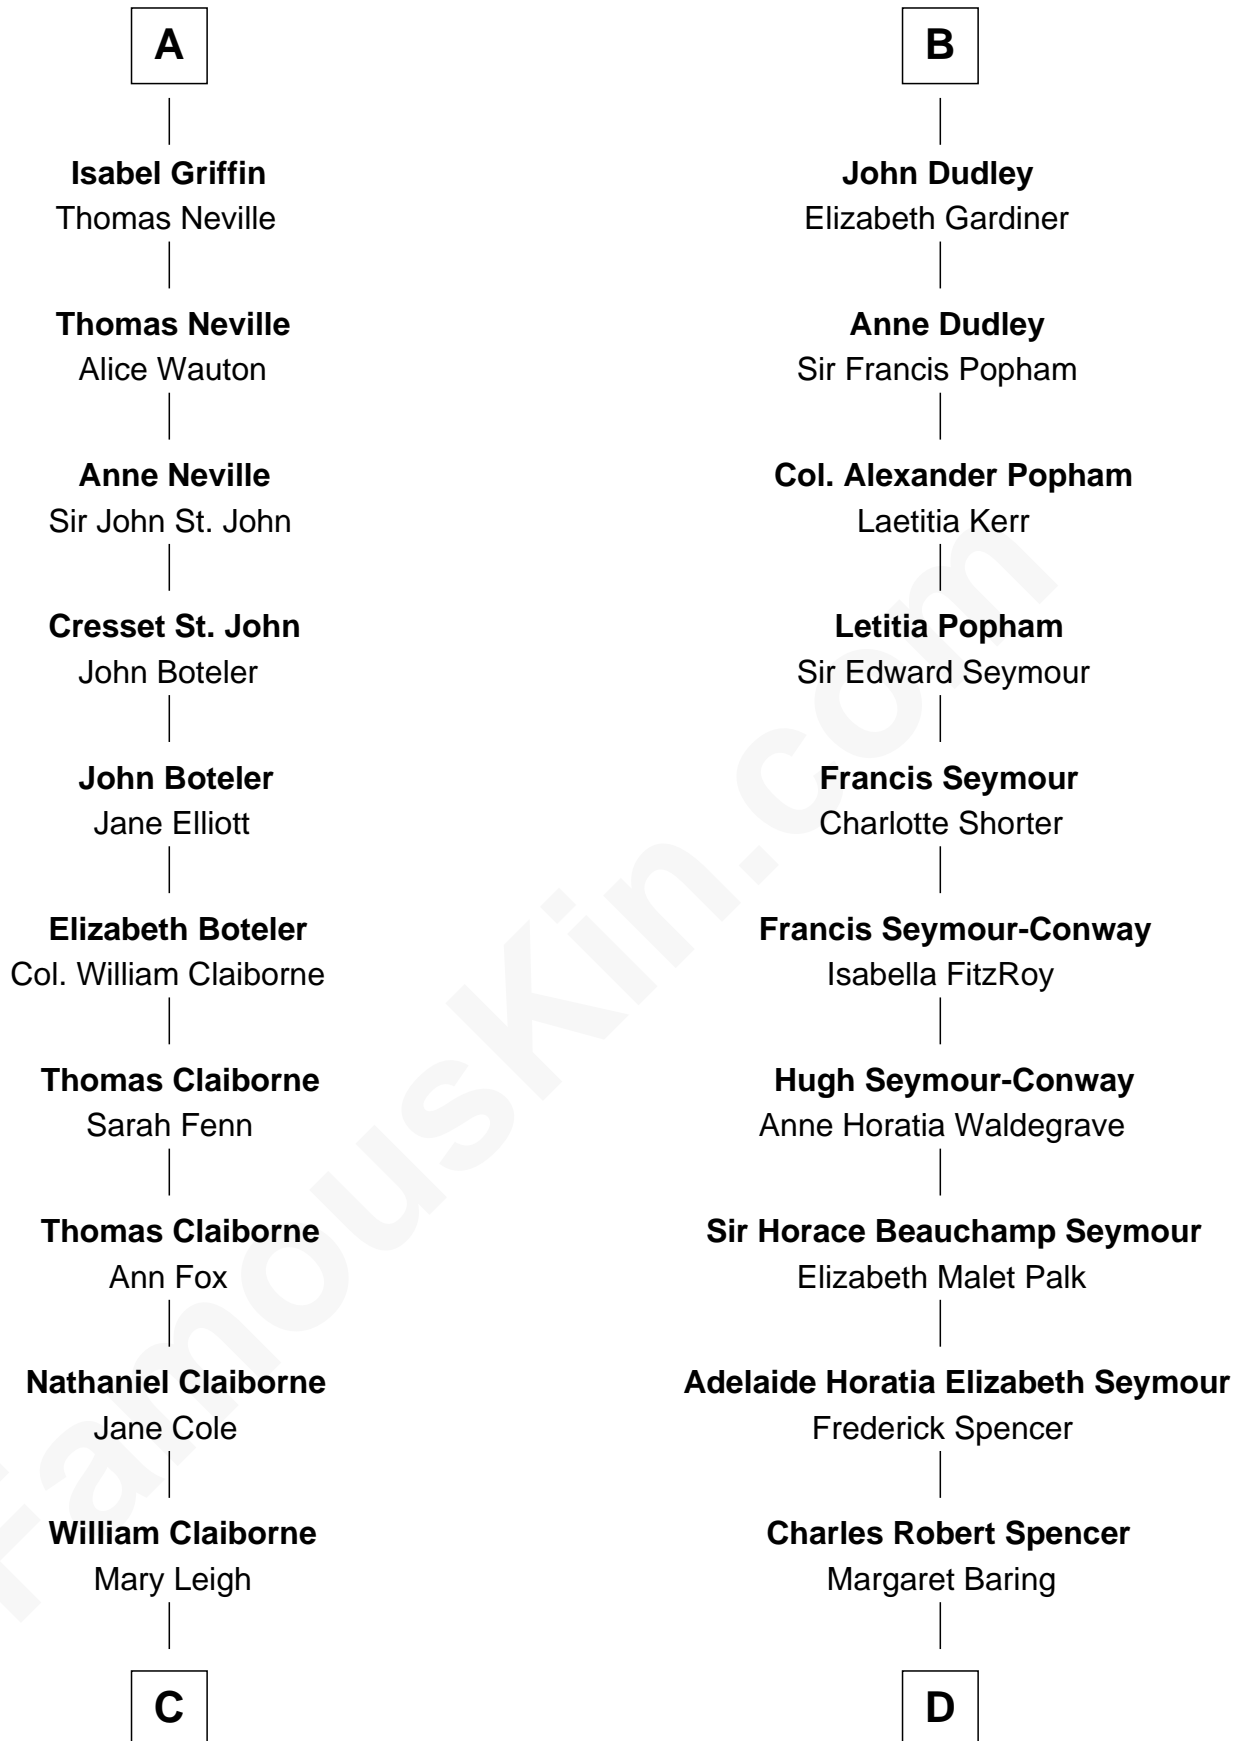 A
Isabel Griffin
Thomas Neville
Thomas Neville
Alice Wauton
Anne Neville
Sir John St. John
Cresset St. John
John Boteler
John Boteler
Jane Elliott
Elizabeth Boteler
Col. William Claiborne
Thomas Claiborne
Sarah Fenn
Thomas Claiborne
Ann Fox
Nathaniel Claiborne
Jane Cole
William Claiborne
Mary Leigh
C
B
John Dudley
Elizabeth Gardiner
Anne Dudley
Sir Francis Popham
Col. Alexander Popham
Laetitia Kerr
Letitia Popham
Sir Edward Seymour
Francis Seymour
Charlotte Shorter
Francis Seymour-Conway
Isabella FitzRoy
Hugh Seymour-Conway
Anne Horatia Waldegrave
Sir Horace Beauchamp Seymour
Elizabeth Malet Palk
Adelaide Horatia Elizabeth Seymour
Frederick Spencer
Charles Robert Spencer
Margaret Baring
D
FamousKin.com